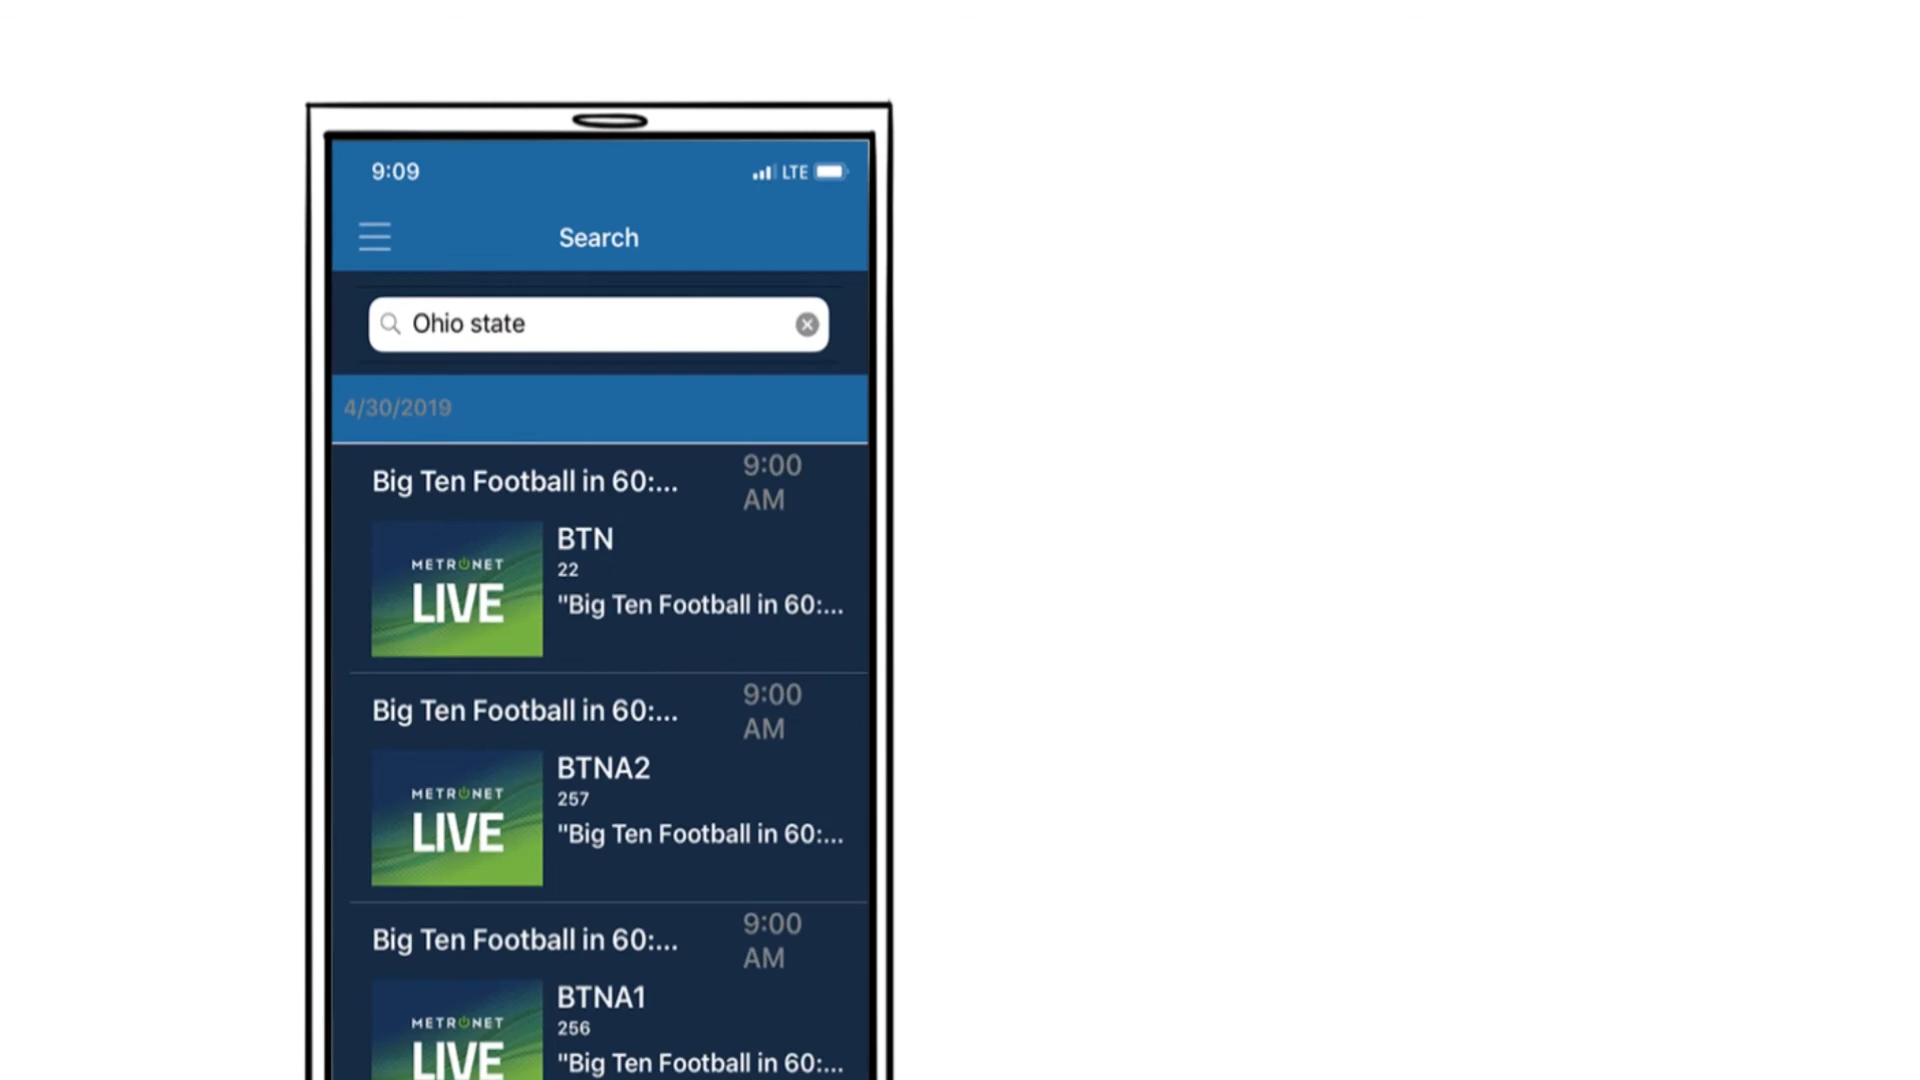 9:09 LTE
Search
Ohio state
4/30/2019
Big Ten Football in 60:... 9:00 AM
METRONET LIVE
BTN
22
"Big Ten Football in 60:...
Big Ten Football in 60:... 9:00 AM
METRONET LIVE
BTNA2
257
"Big Ten Football in 60:...
Big Ten Football in 60:... 9:00 AM
METRONET LIVE
BTNA1
256
"Big Ten Football in 60:...